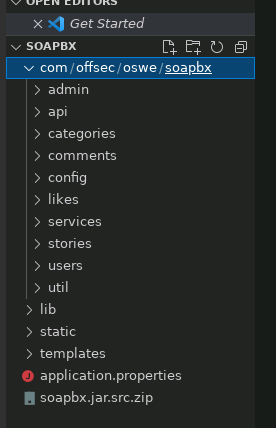 OPEN EDITORS
Get Started
SOAPBX
com / offsec / oswe / soapbx
admin
api
categories
comments
config
likes
services
stories
users
util
lib
static
templates
application.properties
soapbx.jar.src.zip